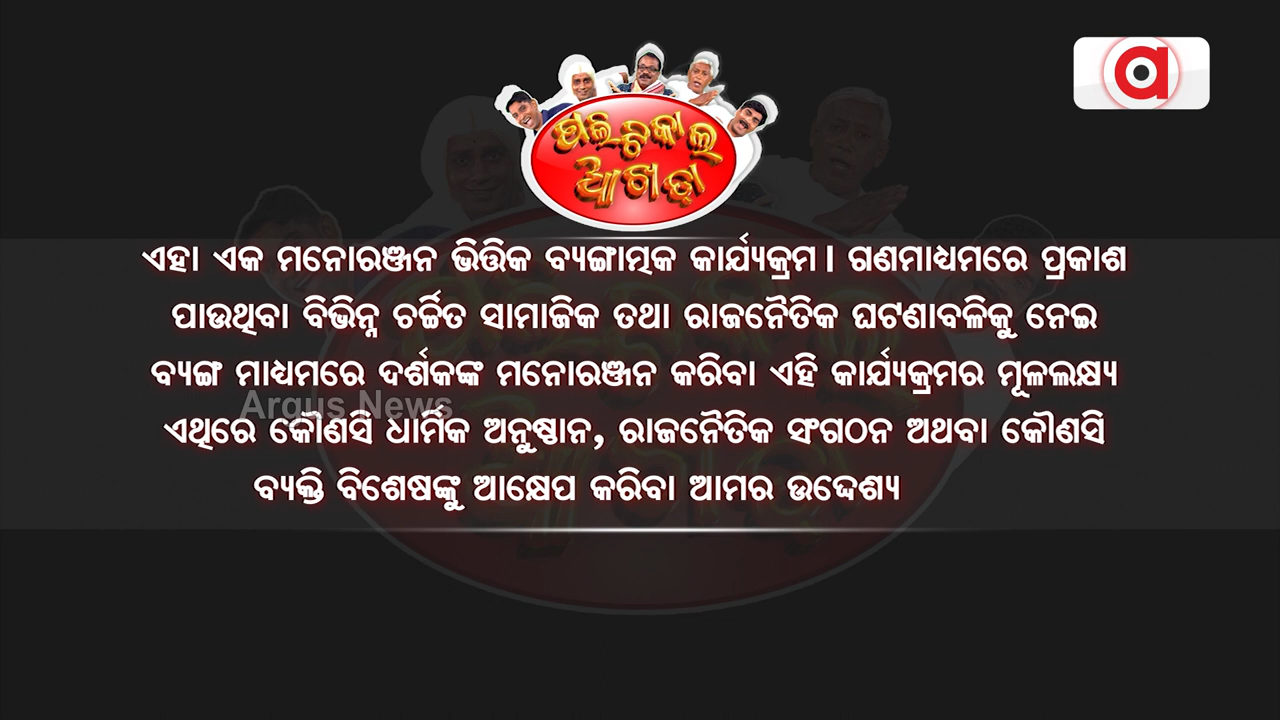 ପଲିଟିକାଲ
ଆଖଡ଼ା
ଏହା ଏକ ମନୋରଞ୍ଜନ ଭିତ୍ତିକ ବ୍ୟଙ୍ଗାତ୍ମକ କାର୍ଯ୍ୟକ୍ରମ। ଗଣମାଧ୍ୟମରେ ପ୍ରକାଶ
ପାଉଥିବା ବିଭିନ୍ନ ଚର୍ଚ୍ଚିତ ସାମାଜିକ ତଥା ରାଜନୈତିକ ଘଟଣାବଳିକୁ ନେଇ
ବ୍ୟଙ୍ଗ ମାଧ୍ୟମରେ ଦର୍ଶକଙ୍କ ମନୋରଞ୍ଜନ କରିବା ଏହି କାର୍ଯ୍ୟକ୍ରମର ମୂଳଲକ୍ଷ୍ୟ
Argus News
ଏଥିରେ କୌଣସି ଧାର୍ମିକ ଅନୁଷ୍ଠାନ, ରାଜନୈତିକ ସଂଗଠନ ଅଥବା କୌଣସି
ବ୍ୟକ୍ତି ବିଶେଷଙ୍କୁ ଆକ୍ଷେପ କରିବା ଆମର ଉଦ୍ଦେଶ୍ୟ